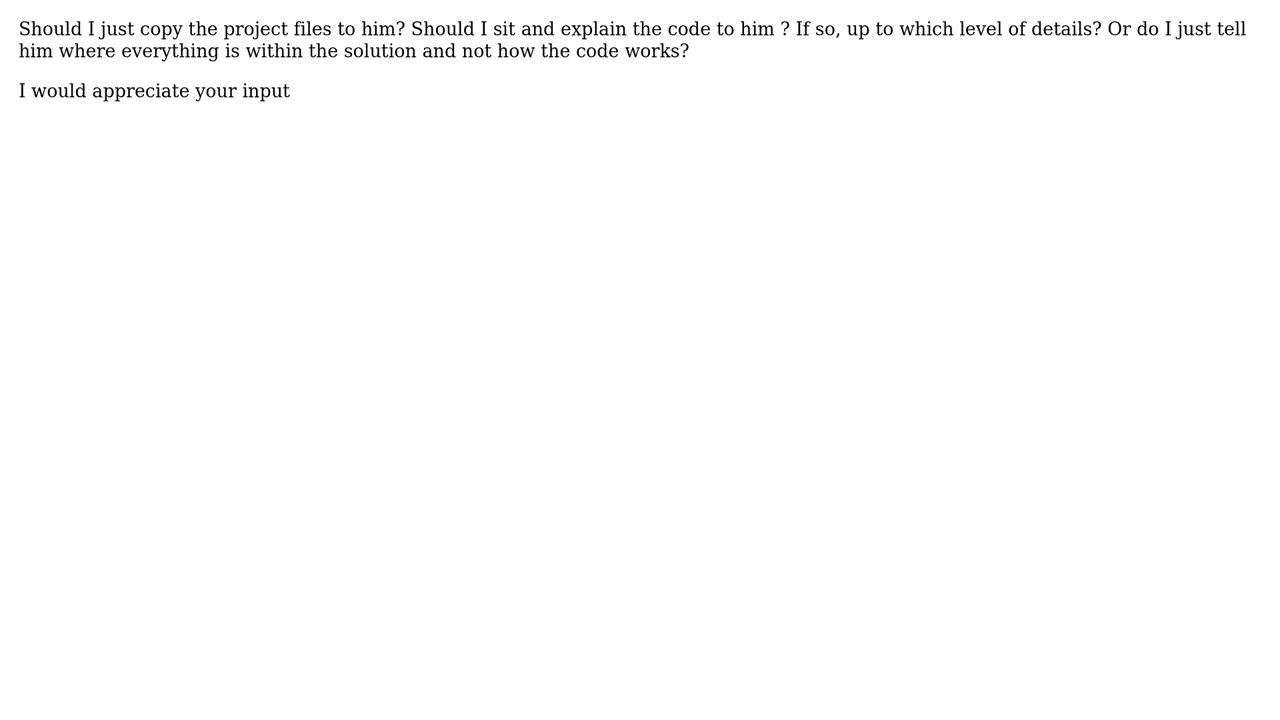 Should I just copy the project files to him? Should I sit and explain the code to him ? If so, up to which level of details? Or do I just tell
him where everything is within the solution and not how the code works?
I would appreciate your input